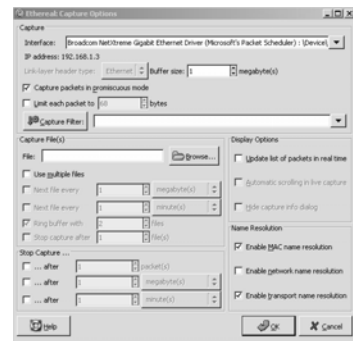 Ethereal: Capture Options
Capture
Interface: Broadcom NetXtreme Gigabit Ethernet Driver (Microsoft's Packet Scheduler) : \Device\
IP address: 192.168.1.3
Link-layer header type: Ethernet Buffer size: 1 megabyte(s)
Capture packets in promiscuous mode
Limit each packet to 68 bytes
Capture Filter:
Capture File(s)
File: Browse...
Use multiple files
Next file every 1 megabyte(s)
Next file every 1 minute(s)
Ring buffer with 2 files
Stop capture after 1 file(s)
Stop Capture ...
... after 1 packet(s)
... after 1 megabyte(s)
... after 1 minute(s)
Display Options
Update list of packets in real time
Automatic scrolling in live capture
Hide capture info dialog
Name Resolution
Enable MAC name resolution
Enable network name resolution
Enable transport name resolution
Help
OK
Cancel